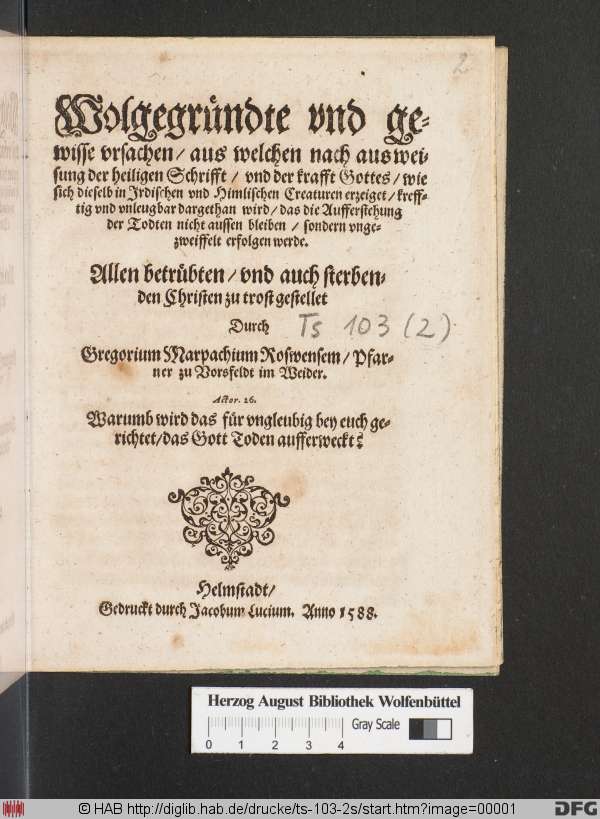 2
Wolgegründte vnd ge-
wisse vrsachen/ aus welchen nach auswei-
sung der heiligen Schrifft/ vnd der krafft Gottes/ wie
sich dieselb in Irdischen vnd Himlischen Creaturen erzeiget/ kreff-
tig vnd vnleugbar dargethan wird/ das die Aufferstehung
der Todten nicht aussen bleiben/ sondern vnge-
zweiffelt erfolgen werde.
Allen betrübten/ vnd auch sterben-
den Christen zu trost gestellet
Durch
Ts 103 (2)
Gregorium Marpachium Roswensem/ Pfar-
ner zu Vorsfeldt im Weider.
Actor. 26.
Warumb wird das für vngleubig bey euch ge-
richtet/ das Gott Toden aufferweckt?
Helmstadt/
Gedruckt durch Jacobum Lucium. Anno 1588.
Herzog August Bibliothek Wolfenbüttel
0 1 2 3 4 Gray Scale
© HAB http://diglib.hab.de/drucke/ts-103-2s/start.htm?image=00001
DFG